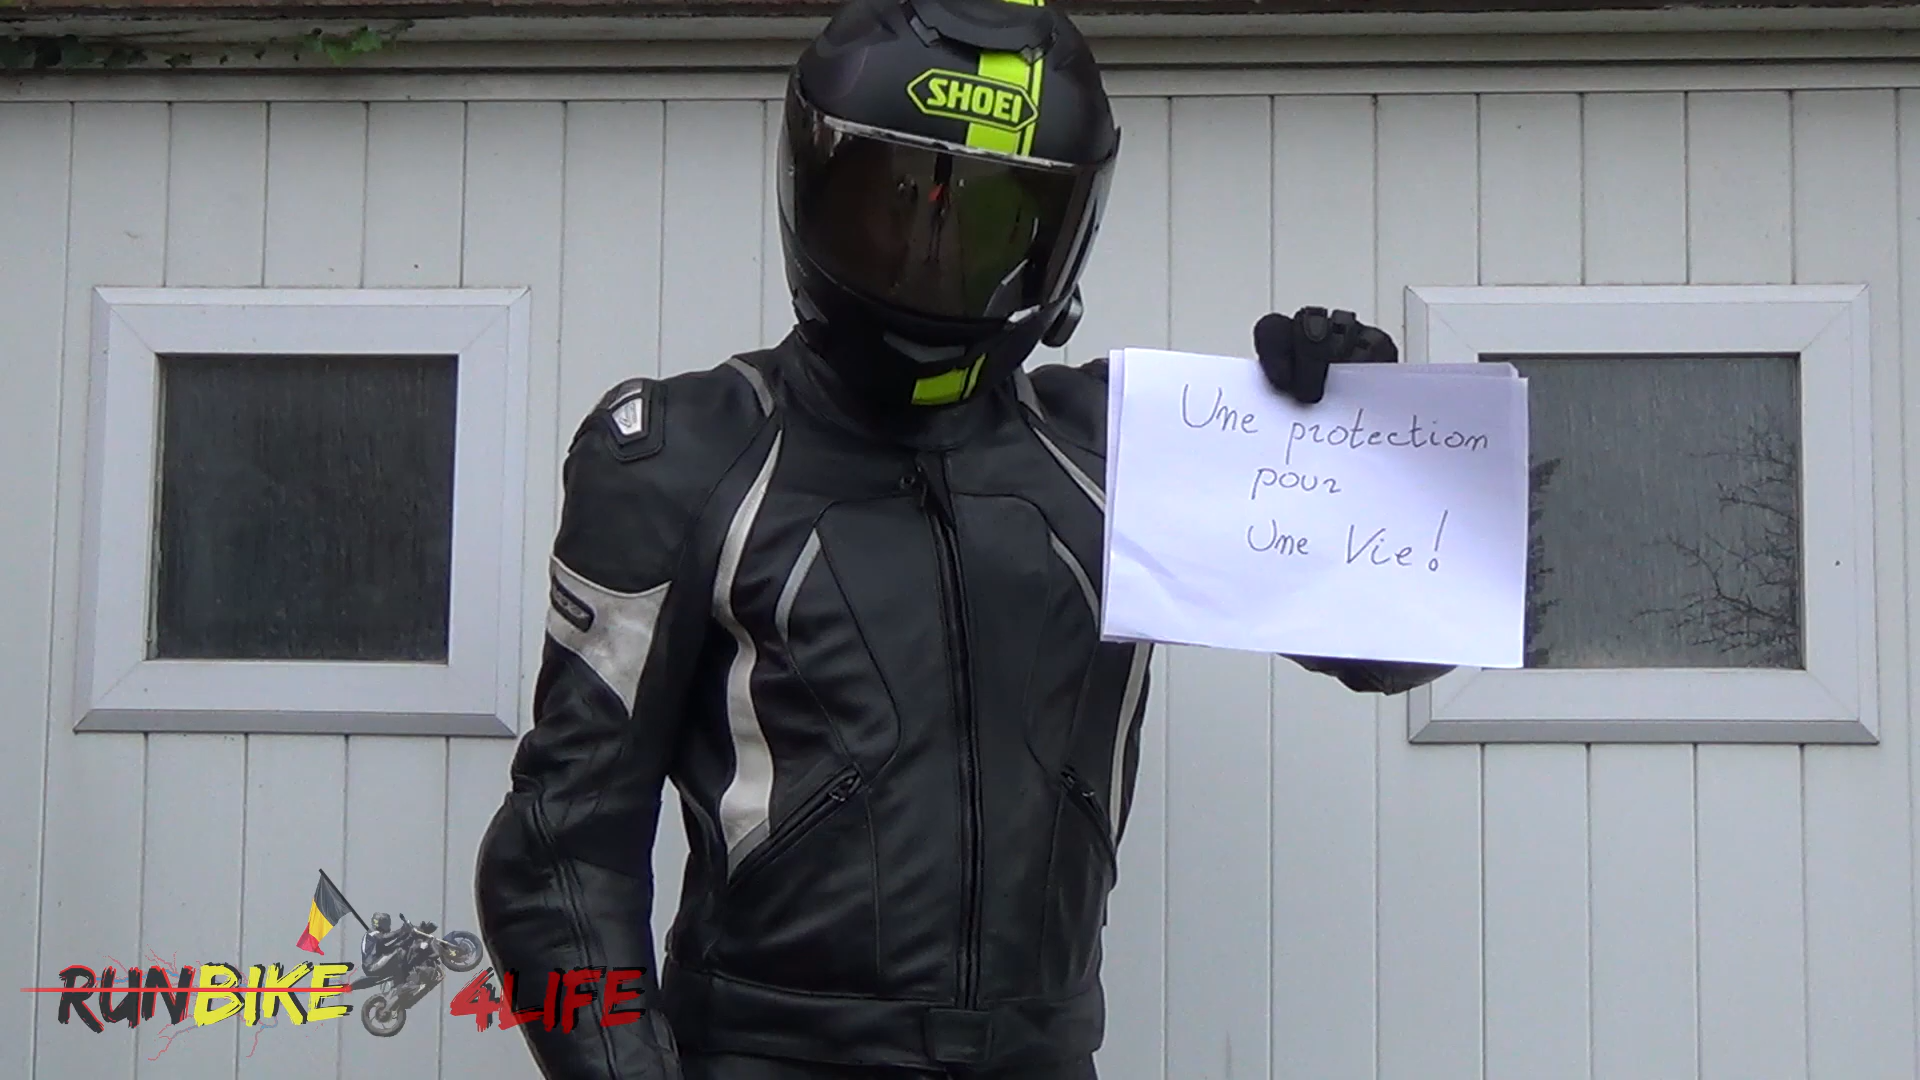 SHOEI
Une protection
pour
Une Vie!
RUNBIKE 4LIFE